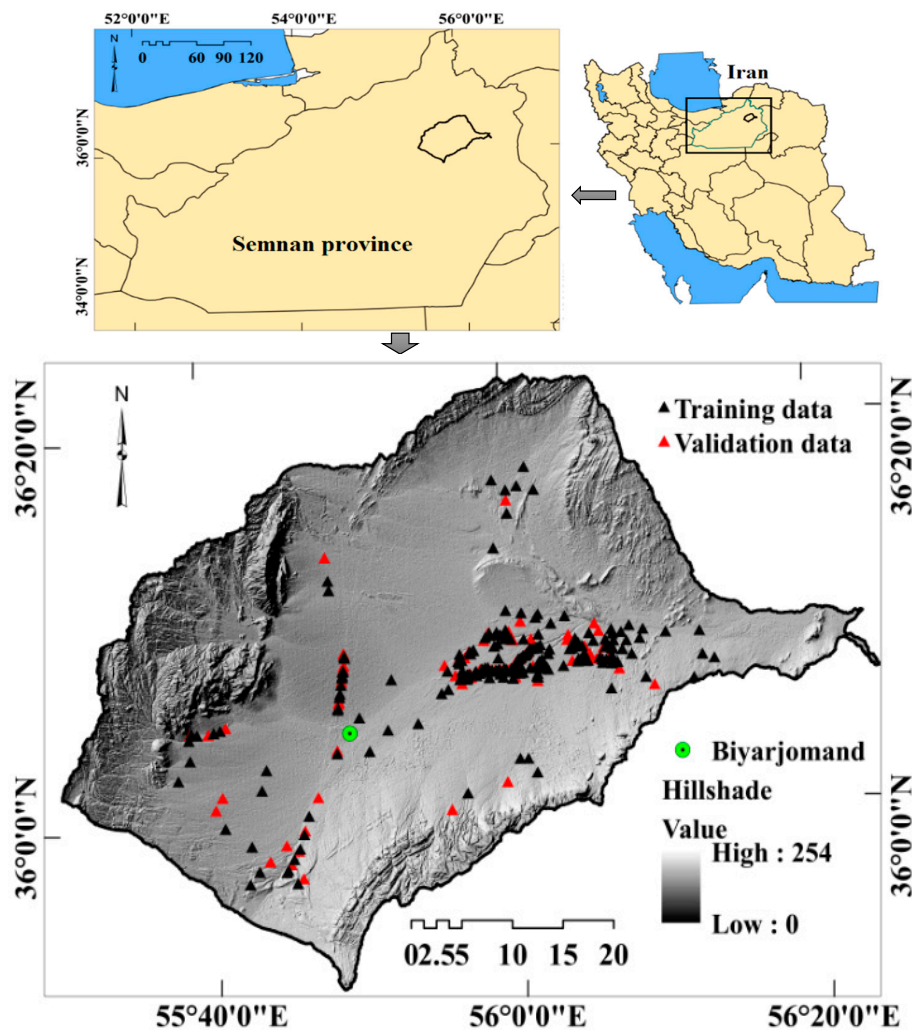 52°0'0"E 54°0'0"E 56°0'0"E
0 60 90 120
Iran
36°0'0"N
Semnan province
34°0'0"N
N
Training data
Validation data
36°20'0"N
36°20'0"N
Biyarjomand
Hillshade
Value
High : 254
Low : 0
36°0'0"N
36°0'0"N
02.55 10 15 20
55°40'0"E 56°0'0"E 56°20'0"E